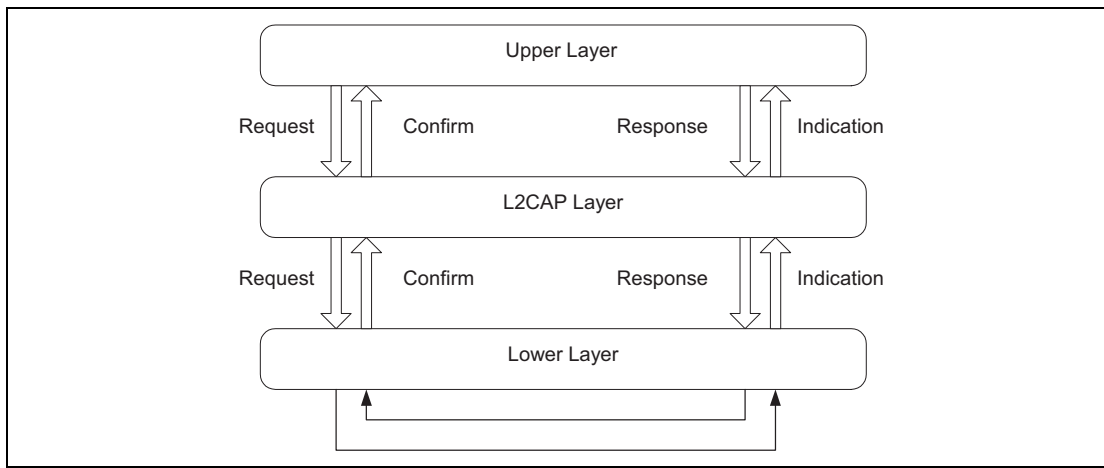 Upper Layer
Request Confirm Response Indication
L2CAP Layer
Request Confirm Response Indication
Lower Layer